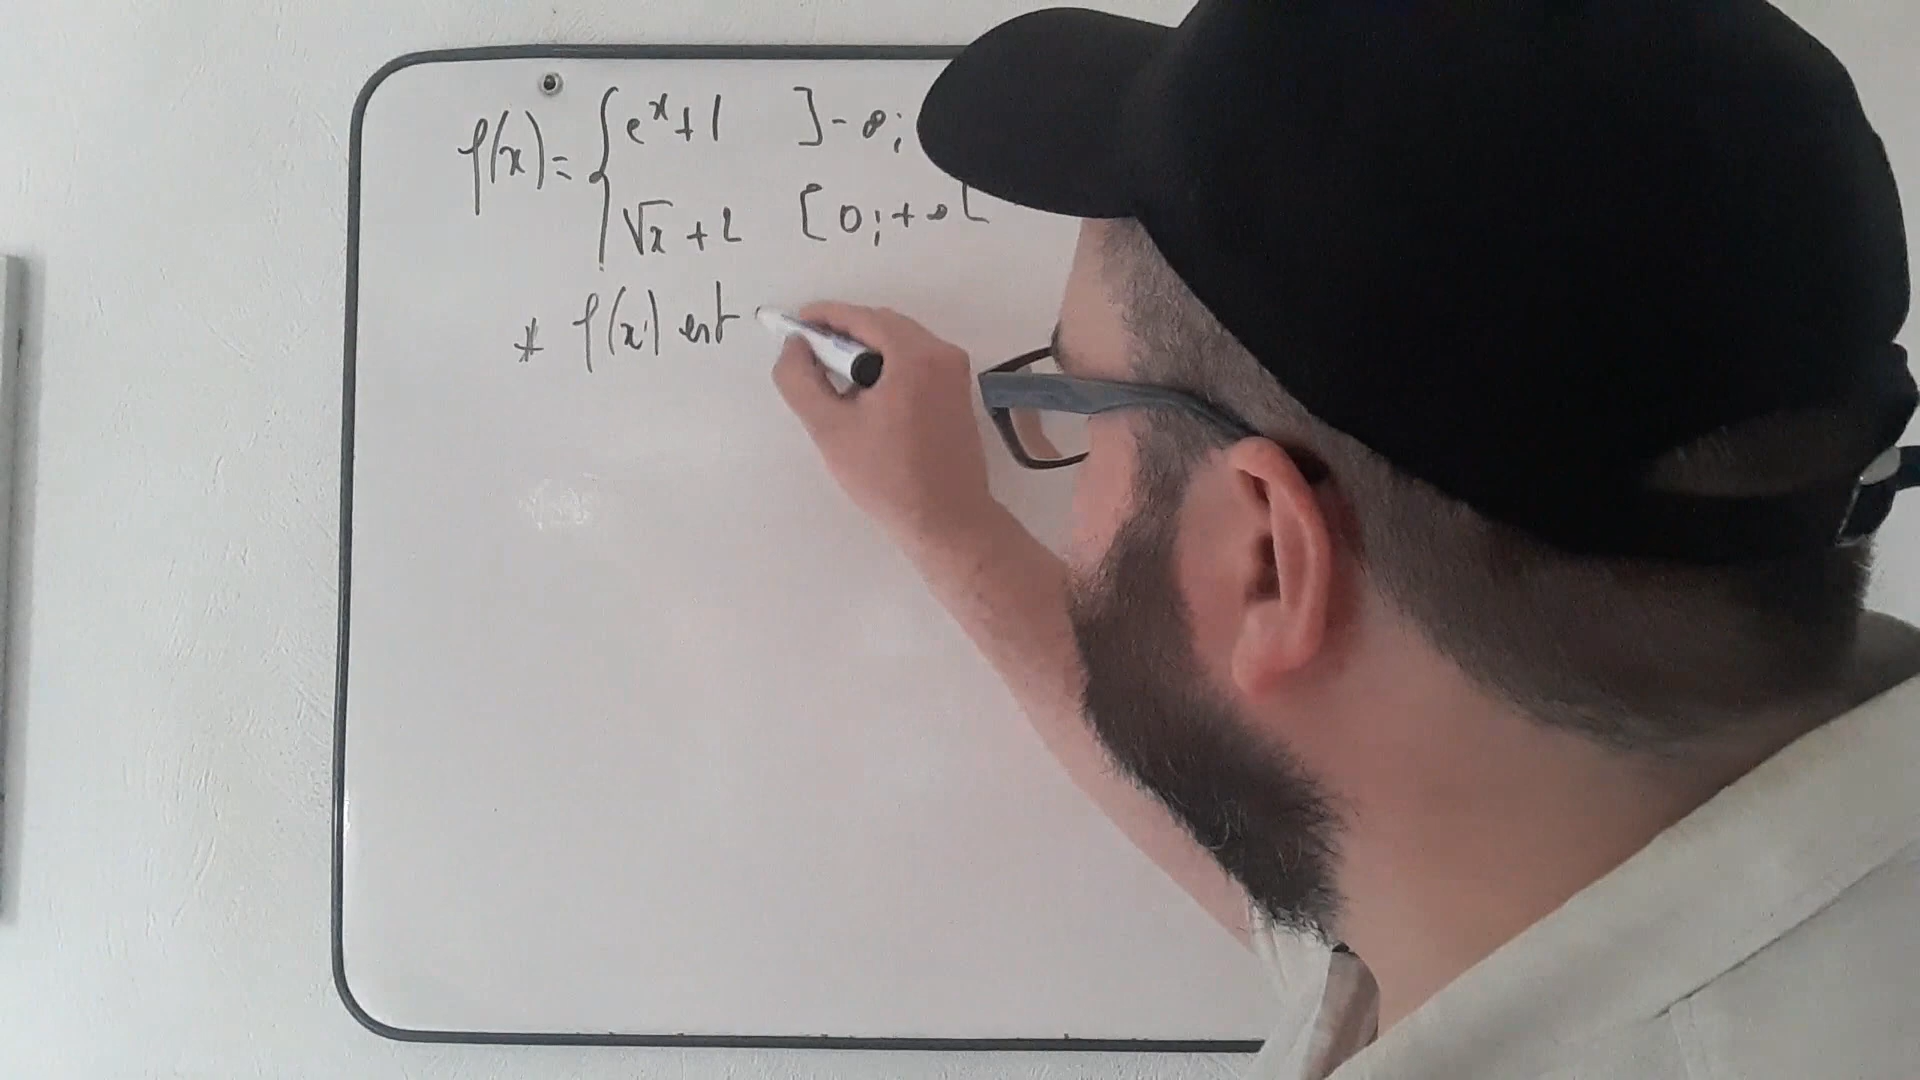 f(x) = { e^x + 1 ] - ∞ ;
√x + 2 [ 0 ; + ∞ [
* f(x) est